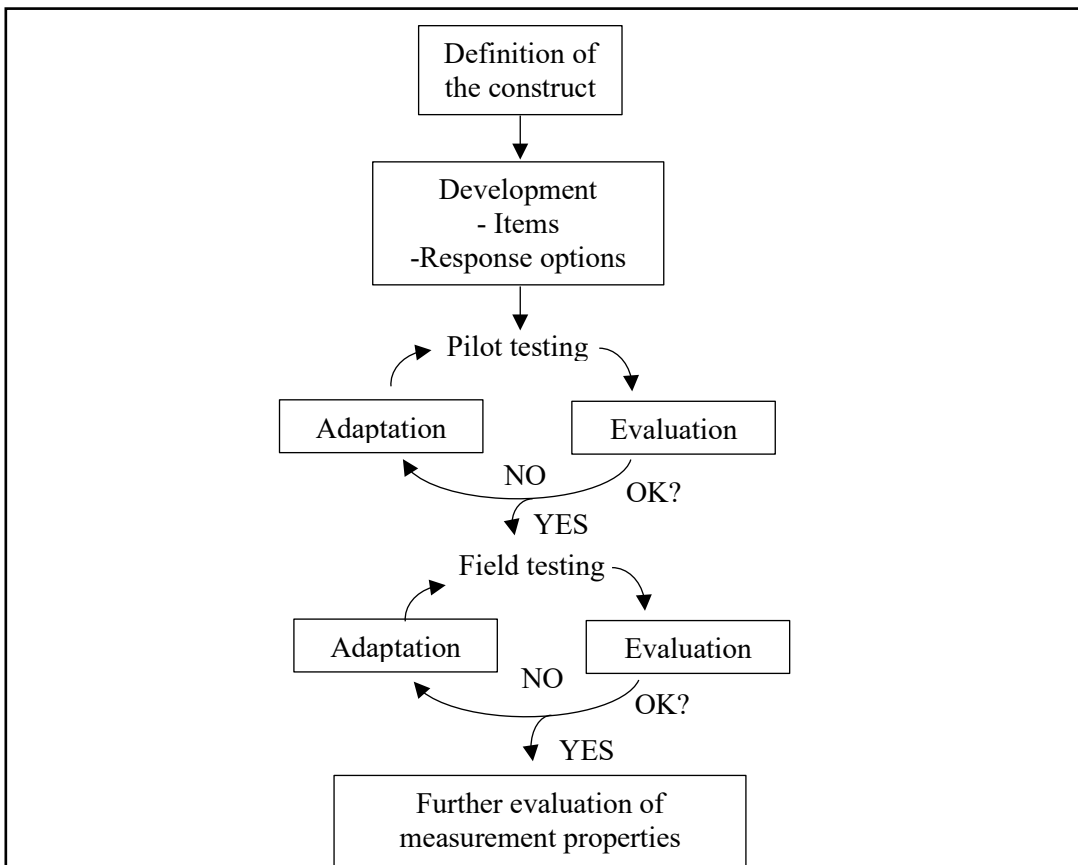 Definition of
the construct
Development
- Items
-Response options
Pilot testing
Adaptation
Evaluation
NO
OK?
YES
Field testing
Adaptation
Evaluation
NO
OK?
YES
Further evaluation of
measurement properties